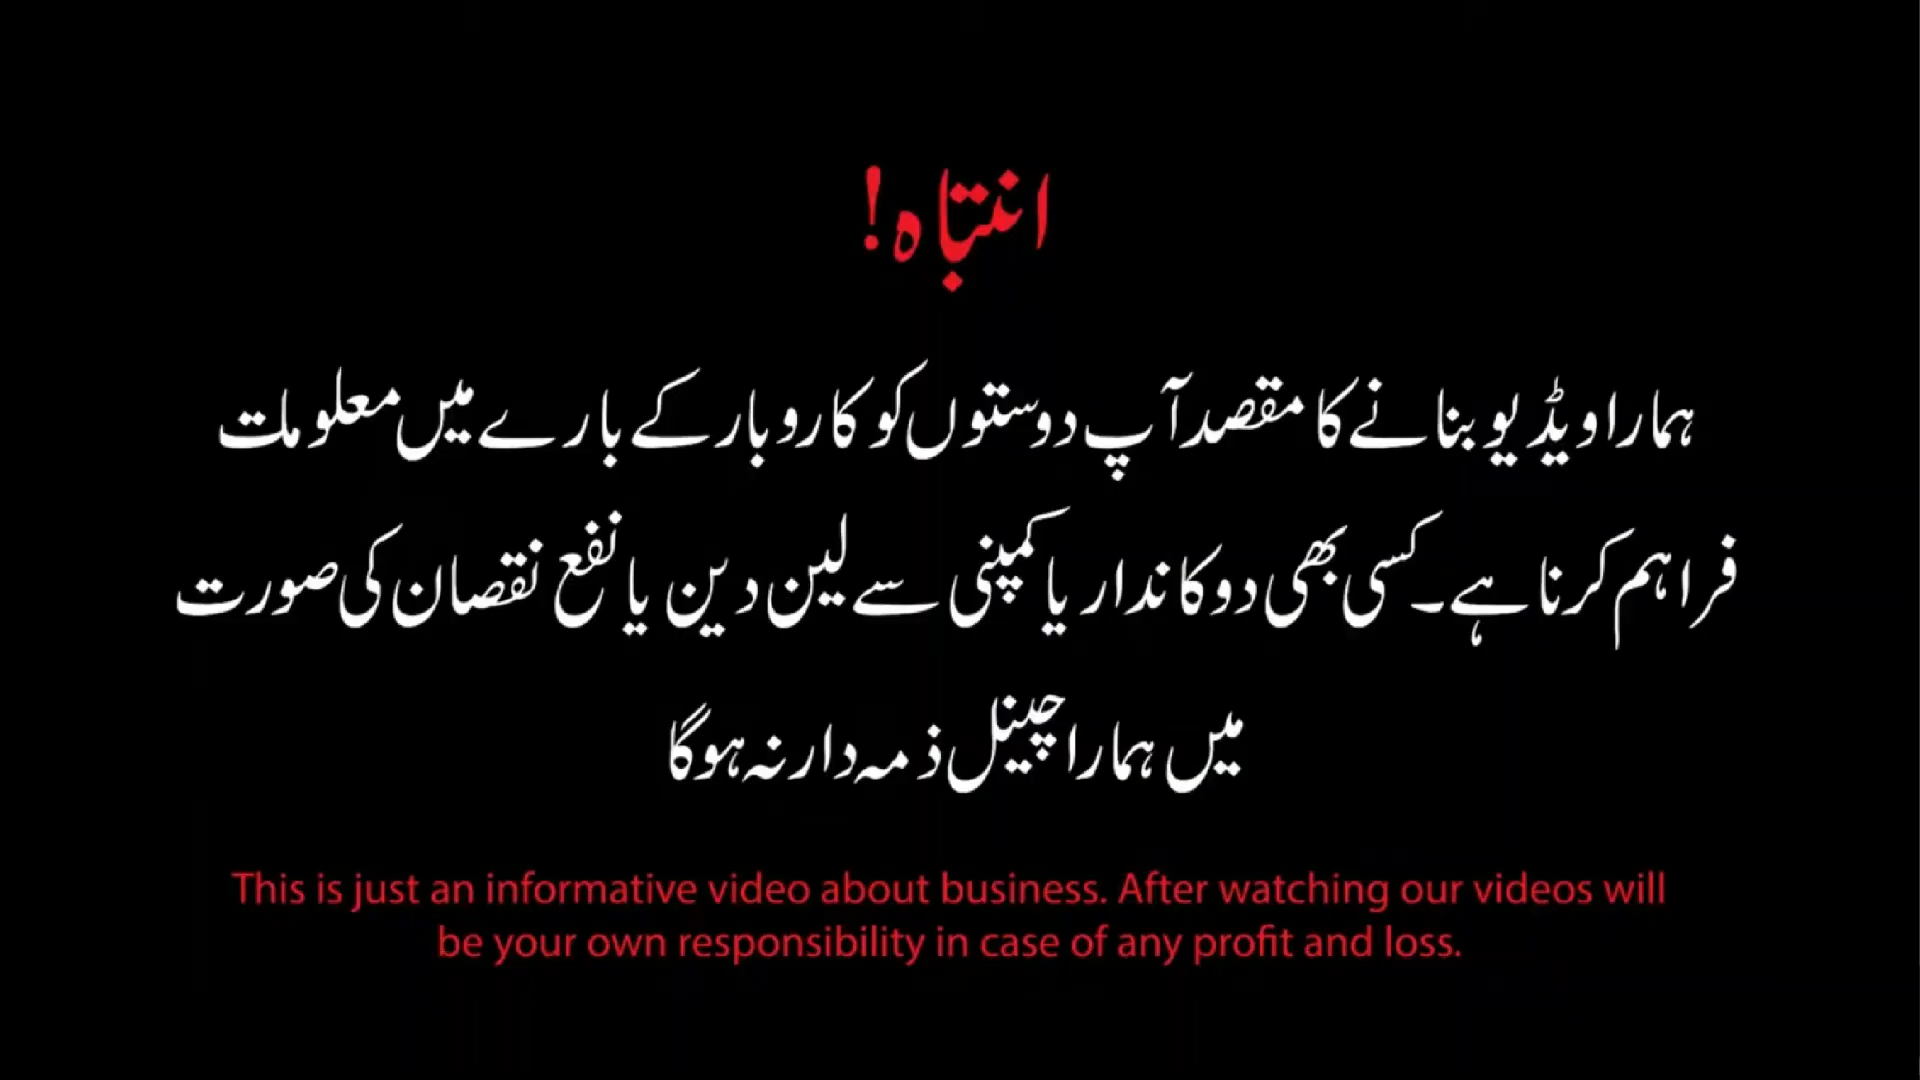 انتباہ!
ہمارا ویڈیو بنانے کا مقصد آپ دوستوں کو کاروبار کے بارے میں معلومات
فراہم کرنا ہے۔ کسی بھی دوکاندار یا کمپنی سے لین دین یا نفع نقصان کی صورت
میں ہمارا چینل ذمہ دار نہ ہوگا
This is just an informative video about business. After watching our videos will
be your own responsibility in case of any profit and loss.